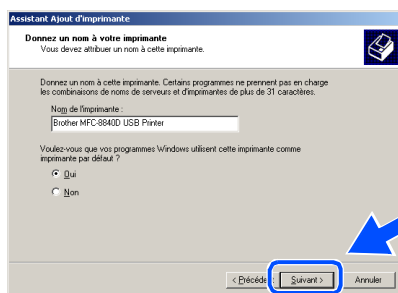 Assistant Ajout d'imprimante
Donnez un nom à votre imprimante
Vous devez attribuer un nom à cette imprimante.
Donnez un nom à cette imprimante. Certains programmes ne prennent pas en charge
les combinaisons de noms de serveurs et d'imprimantes de plus de 31 caractères.
Nom de l'imprimante :
Brother MFC-8840D USB Printer
Voulez-vous que vos programmes Windows utilisent cette imprimante comme
imprimante par défaut ?
Oui
Non
< Précéde
Suivant >
Annuler